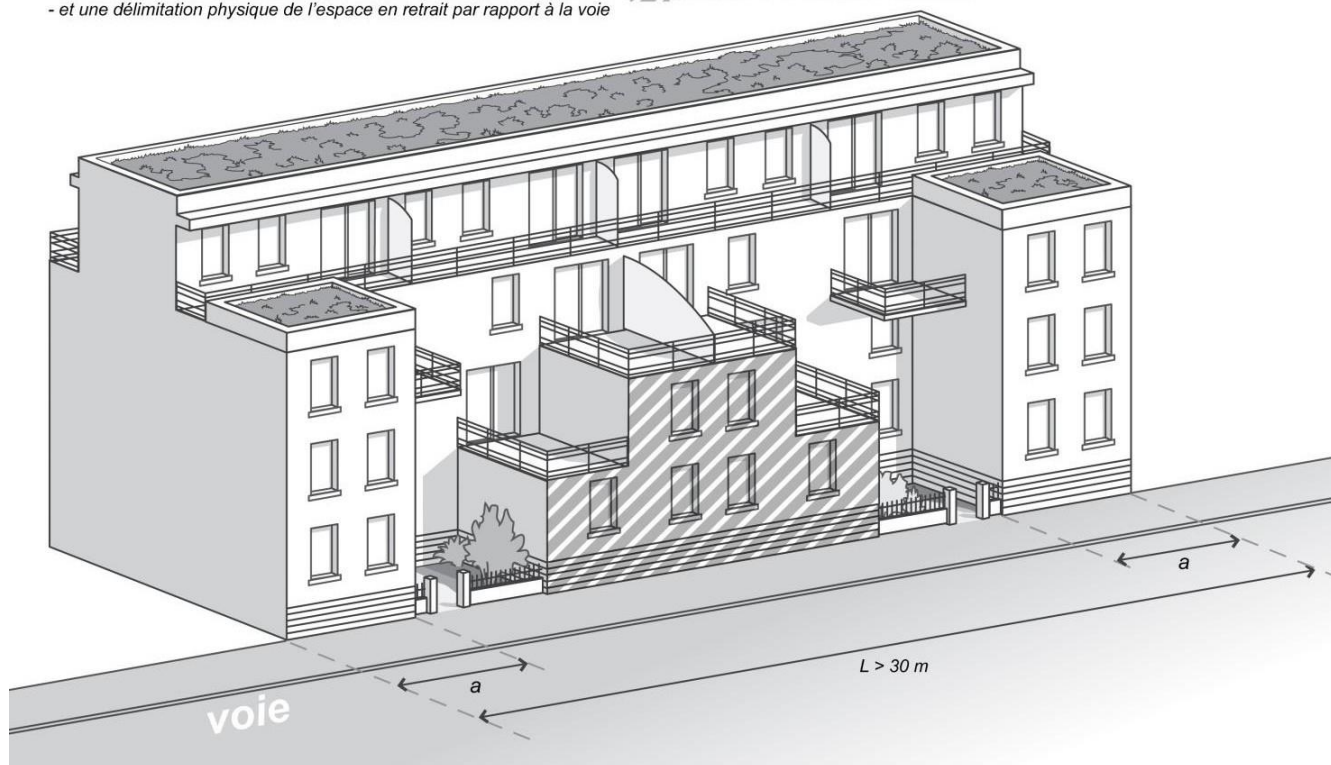 - et une délimitation physique de l'espace en retrait par rapport à la voie
a
L > 30 m
a
voie